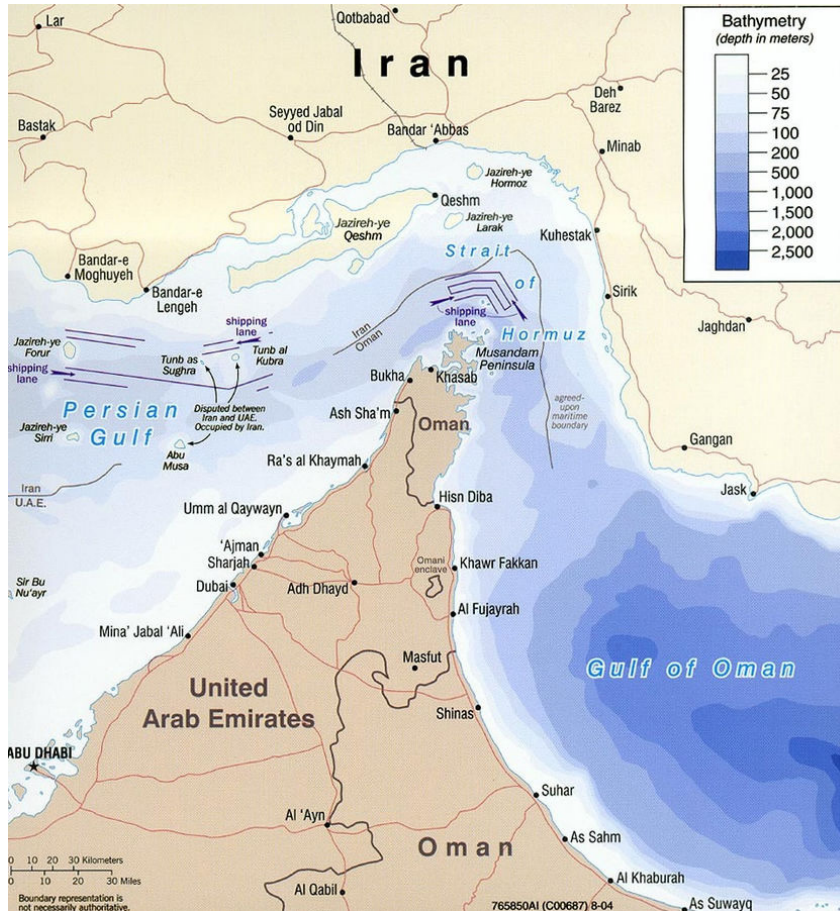 Lar
Qotbabad
Iran
Bathymetry
(depth in meters)
25
50
75
100
200
500
1,000
1,500
2,000
2,500
Deh
Barez
Seyyed Jabal
od Din
Bastak
Bandar ‘Abbas
Minab
Jazireh-ye
Hormoz
Qeshm
Jazireh-ye
Qeshm
Jazireh-ye
Larak
Kuhestak
Strait
of
Hormuz
Bandar-e
Moghuyeh
Bandar-e
Lengeh
Sirik
shipping
lane
Iran
Oman
shipping
lane
Jaghdan
Jazireh-ye
Forur
Tunb as
Sughra
Tunb al
Kubra
Musandam
Peninsula
shipping
lane
Bukha
Khasab
Persian
Gulf
Disputed between
Iran and UAE.
Occupied by Iran.
Ash Sha'm
agreed-
upon
maritime
boundary
Oman
Jazireh-ye
Sirri
Abu
Musa
Gangan
Ra's al Khaymah
Iran
U.A.E.
Jask
Hisn Diba
Umm al Qaywayn
‘Ajman
Sharjah
Omani
enclave
Khawr Fakkan
Sir Bu
Nu'ayr
Dubai
Adh Dhayd
Al Fujayrah
Mina' Jabal ‘Ali
Masfut
Gulf of Oman
United
Arab Emirates
Shinas
ABU DHABI
Suhar
Al ‘Ayn
As Sahm
Oman
0 10 20 30 Kilometers
0 10 20 30 Miles
Al Khaburah
Al Qabil
Boundary representation is
not necessarily authoritative.
765850AI (C00687) 8-04
As Suwayq